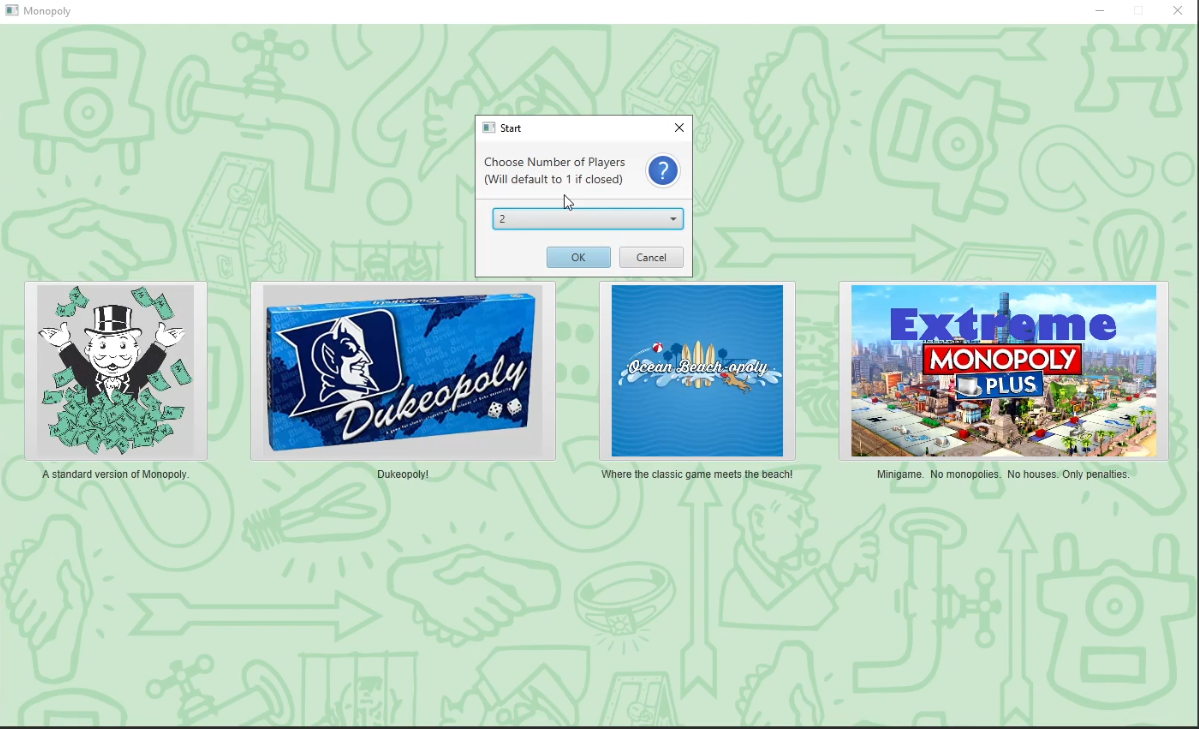 Monopoly
Start
Choose Number of Players
(Will default to 1 if closed)
?
2
OK
Cancel
Dukeopoly
Ocean Beach-opoly
Extreme
MONOPOLY
PLUS
A standard version of Monopoly.
Dukeopoly!
Where the classic game meets the beach!
Minigame. No monopolies. No houses. Only penalties.